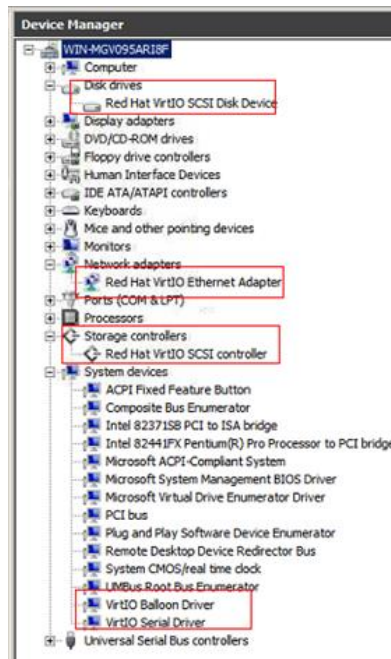 Device Manager
WIN-MGV095ARI8F
Computer
Disk drives
Red Hat VirtIO SCSI Disk Device
Display adapters
DVD/CD-ROM drives
Floppy drive controllers
Human Interface Devices
IDE ATA/ATAPI controllers
Keyboards
Mice and other pointing devices
Monitors
Network adapters
Red Hat VirtIO Ethernet Adapter
Ports (COM & LPT)
Processors
Storage controllers
Red Hat VirtIO SCSI controller
System devices
ACPI Fixed Feature Button
Composite Bus Enumerator
Intel 82371SB PCI to ISA bridge
Intel 82441FX Pentium(R) Pro Processor to PCI bridge
Microsoft ACPI-Compliant System
Microsoft System Management BIOS Driver
Microsoft Virtual Drive Enumerator Driver
PCI bus
Plug and Play Software Device Enumerator
Remote Desktop Device Redirector Bus
System CMOS/real time clock
UMBus Root Bus Enumerator
VirtIO Balloon Driver
VirtIO Serial Driver
Universal Serial Bus controllers